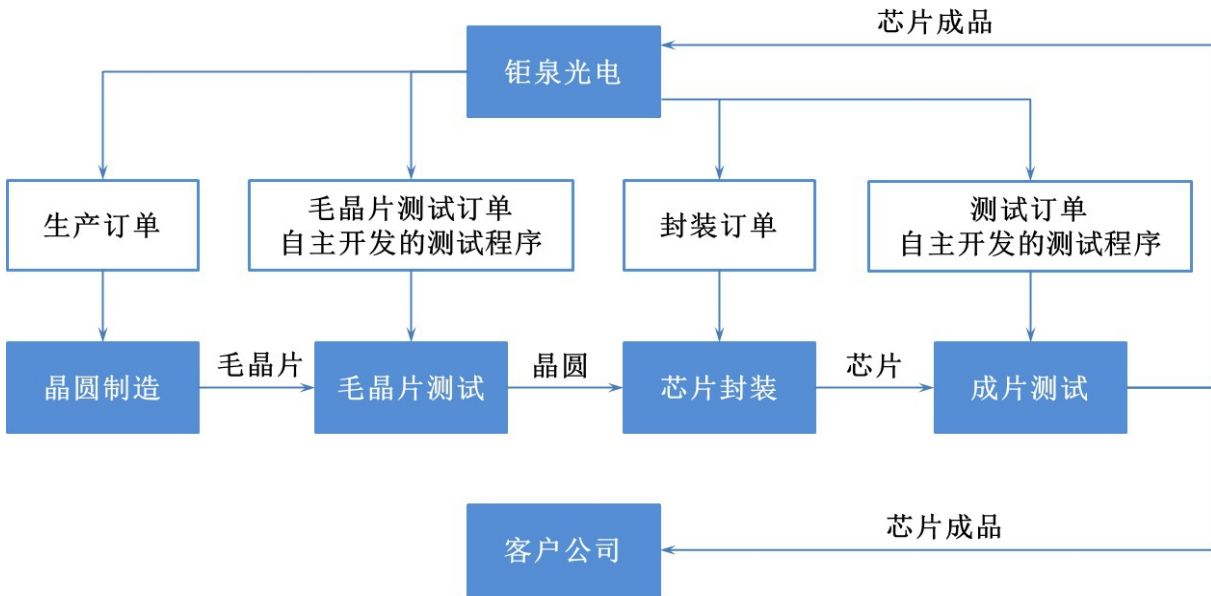 芯片成品
钜泉光电
生产订单
毛晶片测试订单
自主开发的测试程序
封装订单
测试订单
自主开发的测试程序
晶圆制造
毛晶片
毛晶片测试
晶圆
芯片封装
芯片
成片测试
客户公司
芯片成品